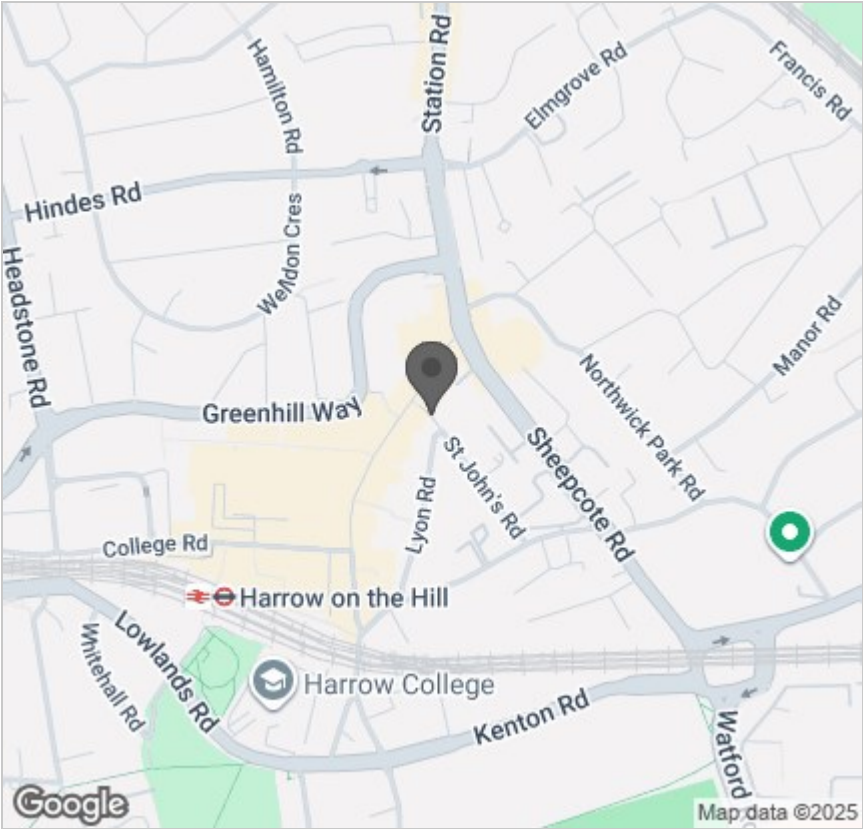 Station Rd
Hamilton Rd
Elmgrove Rd
Francis Rd
Hindes Rd
Weldon Cres
Headstone Rd
Manor Rd
Greenhill Way
Northwick Park Rd
St John's Rd
Sheepcote Rd
Lyon Rd
College Rd
Harrow on the Hill
Lowlands Rd
Whitehall Rd
Harrow College
Kenton Rd
Watford
Google
Map data ©2025